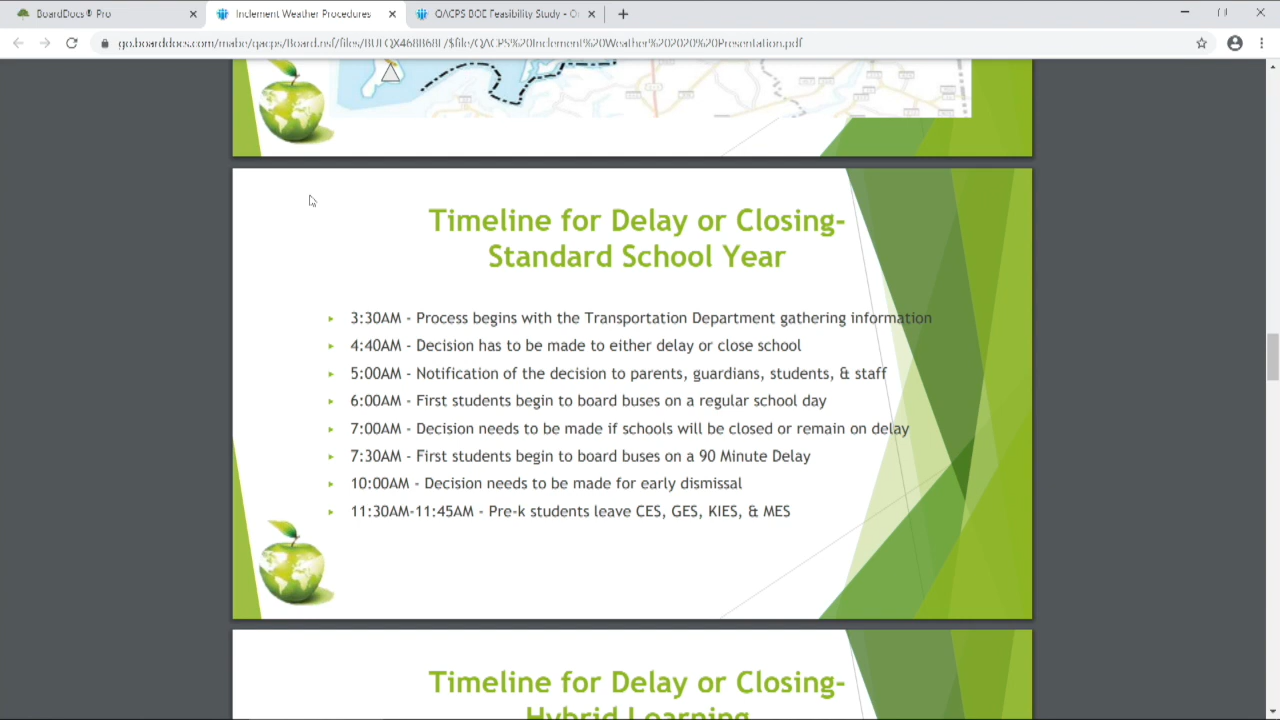 BoardDocs® Pro
Inclement Weather Procedures
QACPS BOE Feasibility Study - O
Timeline for Delay or Closing-
Standard School Year
3:30AM - Process begins with the Transportation Department gathering information
4:40AM - Decision has to be made to either delay or close school
5:00AM - Notification of the decision to parents, guardians, students, & staff
6:00AM - First students begin to board buses on a regular school day
7:00AM - Decision needs to be made if schools will be closed or remain on delay
7:30AM - First students begin to board buses on a 90 Minute Delay
10:00AM - Decision needs to be made for early dismissal
11:30AM-11:45AM - Pre-k students leave CES, GES, KIES, & MES
Timeline for Delay or Closing-
Hybrid Learning